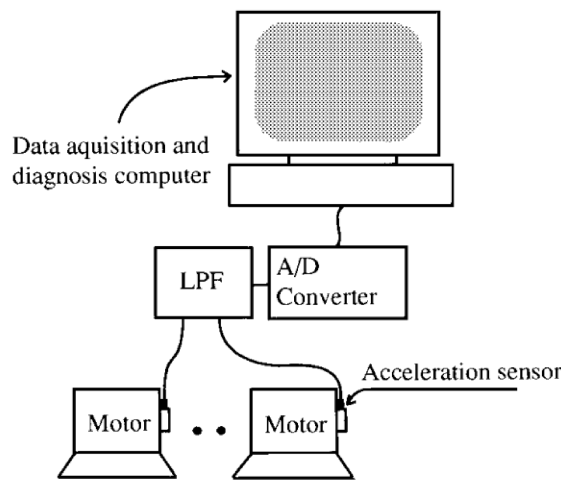 Data aquisition and
diagnosis computer
LPF
A/D
Converter
Acceleration sensor
Motor
Motor